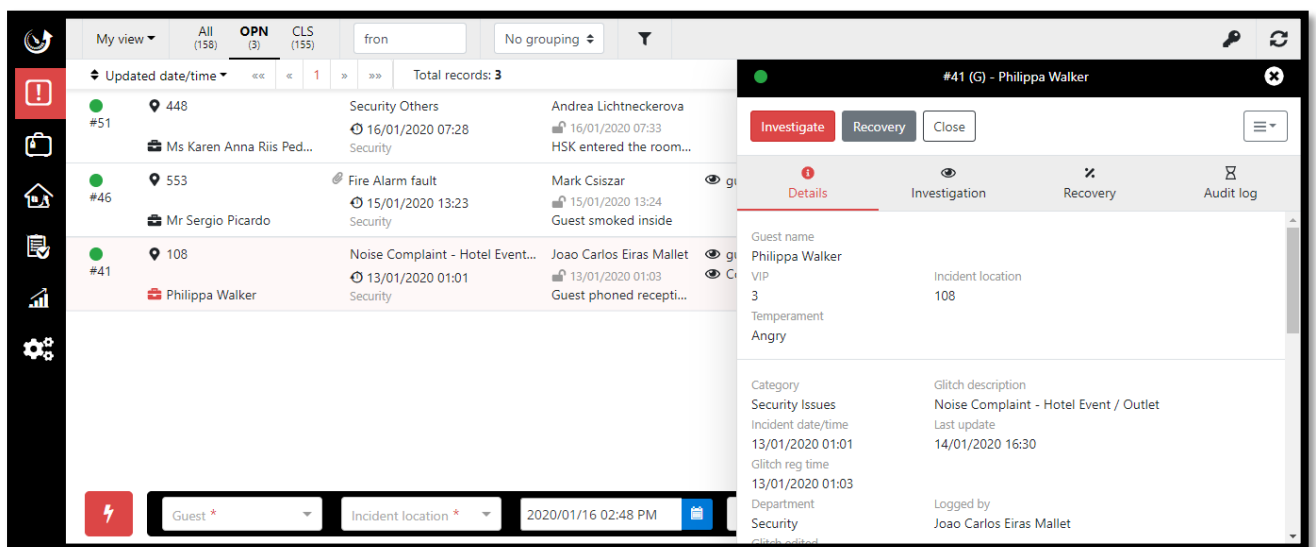 My view
All
(158)
OPN
(3)
CLS
(155)
fron
No grouping
Updated date/time
««
«
1
»
»»
Total records: 3
#51
448
Ms Karen Anna Riis Ped...
Security Others
16/01/2020 07:28
Security
Andrea Lichtneckerova
16/01/2020 07:33
HSK entered the room...
#46
553
Mr Sergio Picardo
Fire Alarm fault
15/01/2020 13:23
Security
Mark Csiszar
15/01/2020 13:24
Guest smoked inside
#41
108
Philippa Walker
Noise Complaint - Hotel Event...
13/01/2020 01:01
Security
Joao Carlos Eiras Mallet
13/01/2020 01:03
Guest phoned recepti...
Guest *
Incident location *
2020/01/16 02:48 PM
#41 (G) - Philippa Walker
Investigate
Recovery
Close
Details
Investigation
Recovery
Audit log
Guest name
Philippa Walker
VIP
3
Incident location
108
Temperament
Angry
Category
Security Issues
Glitch description
Noise Complaint - Hotel Event / Outlet
Incident date/time
13/01/2020 01:01
Last update
14/01/2020 16:30
Glitch reg time
13/01/2020 01:03
Department
Security
Logged by
Joao Carlos Eiras Mallet
Glitch edited